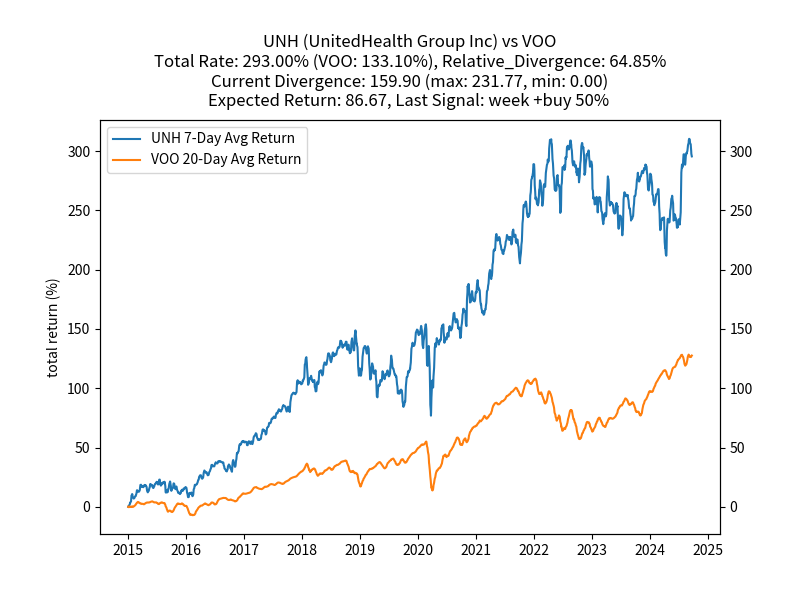 UNH (UnitedHealth Group Inc) vs VOO
Total Rate: 293.00% (VOO: 133.10%), Relative_Divergence: 64.85%
Current Divergence: 159.90 (max: 231.77, min: 0.00)
Expected Return: 86.67, Last Signal: week +buy 50%
UNH 7-Day Avg Return
VOO 20-Day Avg Return
total return (%)
300
250
200
150
100
50
0
300
250
200
150
100
50
0
2015 2016 2017 2018 2019 2020 2021 2022 2023 2024 2025